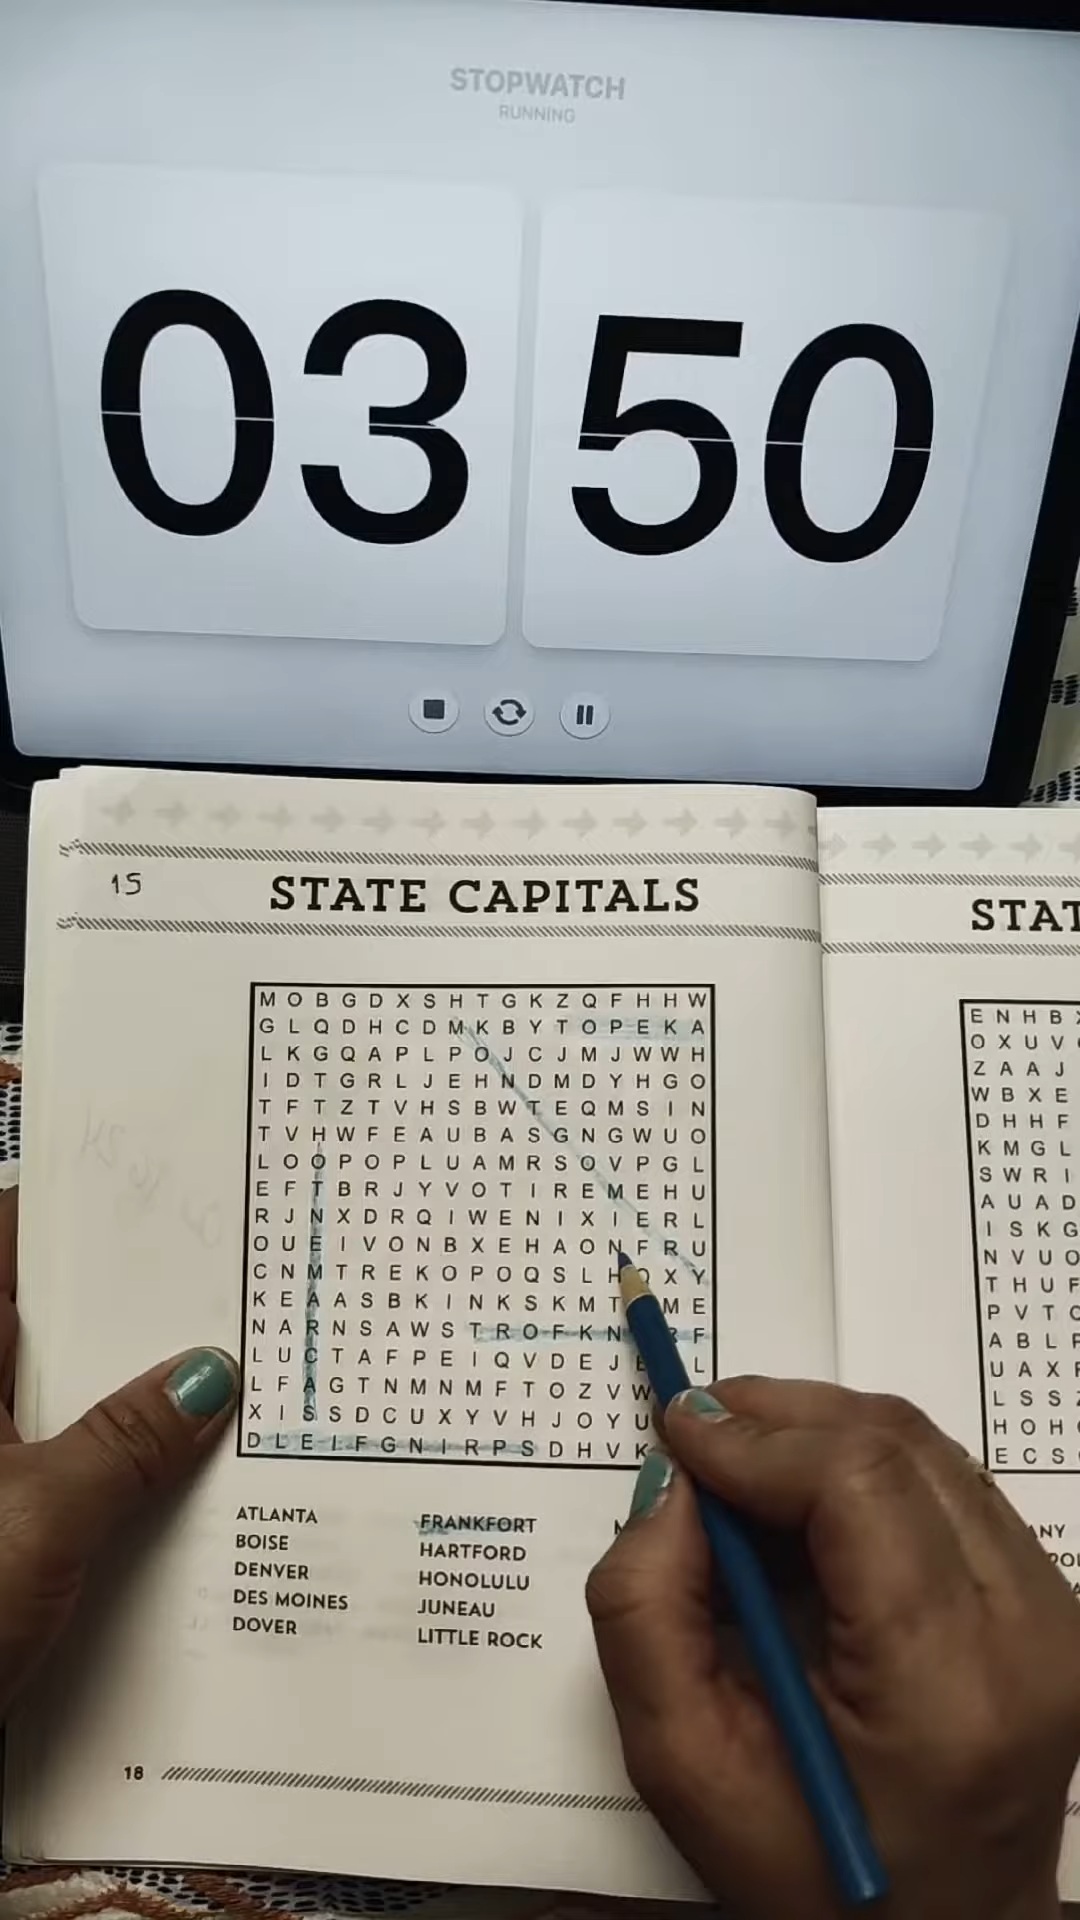 STOPWATCH
RUNNING
03 50
15
STATE CAPITALS
M O B G D X S H T G K Z Q F H H W
G L Q D H C D M K B Y T O P E K A
L K G Q A P L P O J C J M J W W H
I D T G R L J E H N D M D Y H G O
T F T Z T V H S B W T E Q M S I N
T V H W F E A U B A S G N G W U O
L O O P O P L U A M R S O V P G L
E F T B R J Y V O T I R E M E H U
R J N X D R Q I W E N I X I E R L
O U E I V O N B X E H A O N F R U
C N M T R E K O P O Q S L H O X Y
K E A A S B K I N K S K M T M E
N A R N S A W S T R O F K N R F
L U C T A F P E I Q V D E J E L
L F A G T N M N M F T O Z V W
X I S S D C U X Y V H J O Y U
D L E I F G N I R P S D H V K
ATLANTA
BOISE
DENVER
DES MOINES
DOVER
FRANKFORT
HARTFORD
HONOLULU
JUNEAU
LITTLE ROCK
M
18
STAT
E N H B
O X U V
Z A A J
W B X E
D H H F
K M G L
S W R I
A U A D
I S K G
N V U O
T H U F
P V T
A B L P
U A X
L S S
H O H
E C S